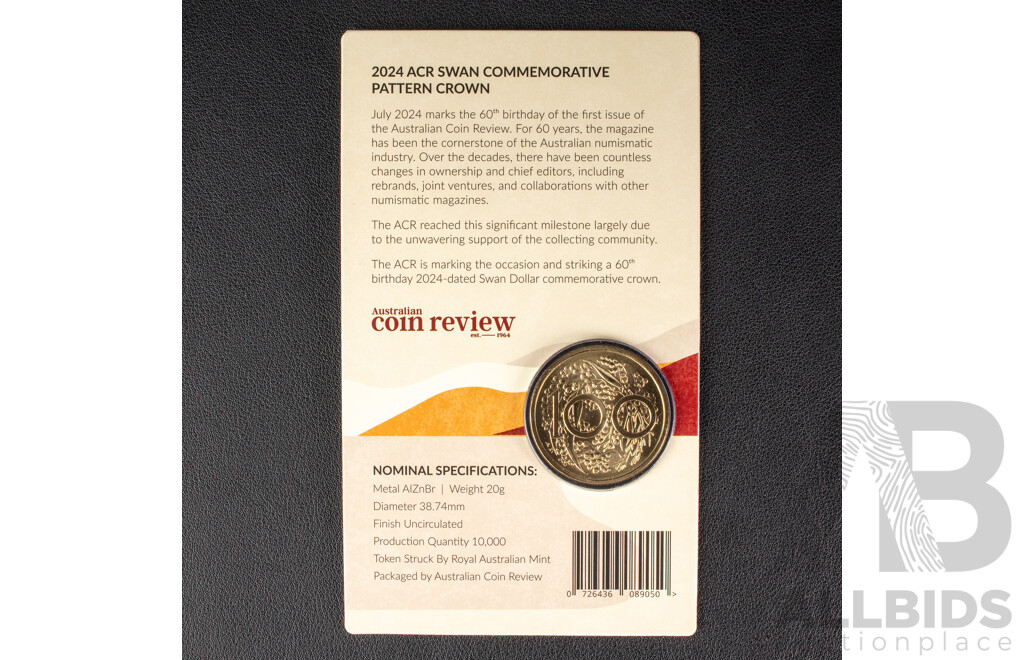 2024 ACR SWAN COMMEMORATIVE
PATTERN CROWN
July 2024 marks the 60th birthday of the first issue of
the Australian Coin Review. For 60 years, the magazine
has been the cornerstone of the Australian numismatic
industry. Over the decades, there have been countless
changes in ownership and chief editors, including
rebrands, joint ventures, and collaborations with other
numismatic magazines.
The ACR reached this significant milestone largely due
to the unwavering support of the collecting community.
The ACR is marking the occasion and striking a 60th
birthday 2024-dated Swan Dollar commemorative crown.
Australian
coin review
est. — 1964
100
NOMINAL SPECIFICATIONS:
Metal AlZnBr | Weight 20g
Diameter 38.74mm
Finish Uncirculated
Production Quantity 10,000
Token Struck By Royal Australian Mint
Packaged by Australian Coin Review
0 726436 089050 >
AB
ALLBIDS
auctionplace